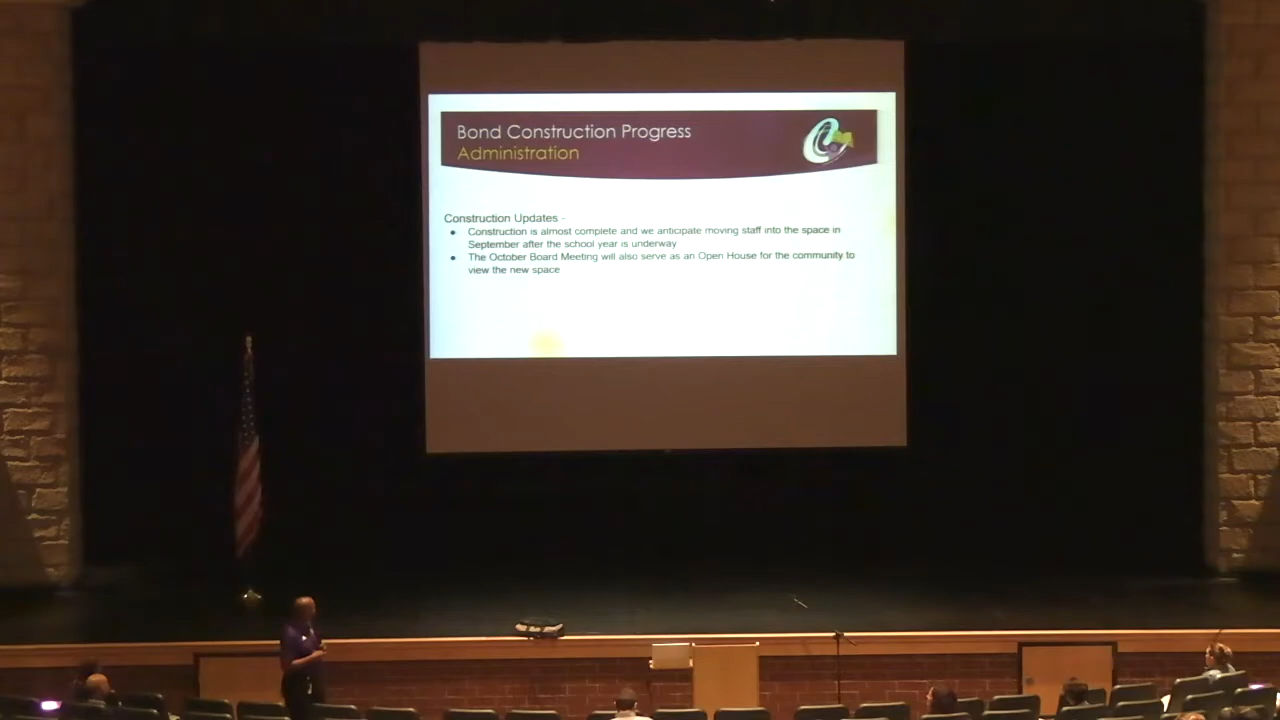 Bond Construction Progress
Administration
Construction Updates -
● Construction is almost complete and we anticipate moving staff into the space in
September after the school year is underway
● The October Board Meeting will also serve as an Open House for the community to
view the new space